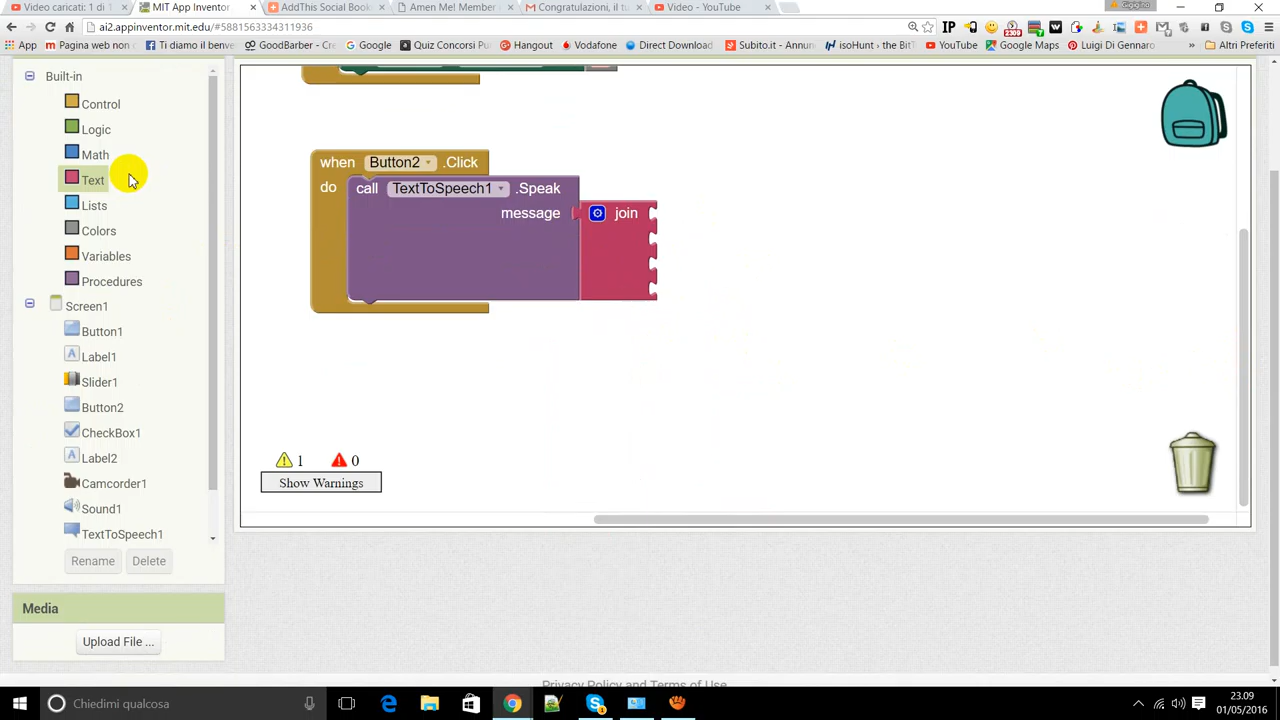 Video caricati: 1 di 1
MIT App Inventor
AddThis Social Book
Amen Me! Member
Congratulazioni, il tu
Video - YouTube
ai2.appinventor.mit.edu/#5881563334311936
App
Pagina web non
Ti diamo il benve
GoodBarber - Cre
Google
Quiz Concorsi Pu
Hangout
Vodafone
Direct Download
Subito.it - Annun
isoHunt - the BitT
YouTube
Google Maps
Luigi Di Gennaro
» Altri Preferiti
Built-in
Control
Logic
Math
Text
Lists
Colors
Variables
Procedures
Screen1
Button1
Label1
Slider1
Button2
CheckBox1
Label2
Camcorder1
Sound1
TextToSpeech1
Rename Delete
Media
Upload File ...
when Button2 .Click
do call TextToSpeech1 .Speak
message join
1 0
Show Warnings
Privacy Policy and Terms of Use
Chiedimi qualcosa
23.09
01/05/2016